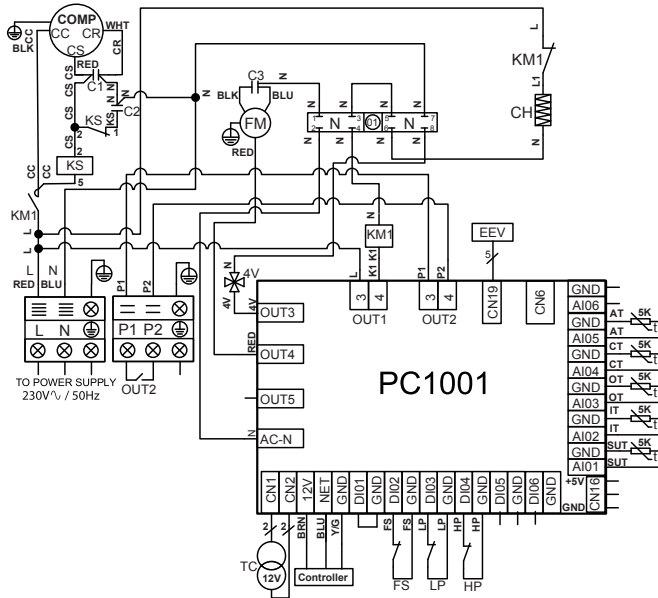 COMP
CC CR
CS
WHT
BLK
CC
CR
RED
CS
CS
N
C1
N
N
C2
KS
KS
1
CS
2
CS
2
KS
5
CC
CC
KM1
L
L
L N
RED BLU
L N
TO POWER SUPPLY
230V∿ / 50Hz
P1 P2
P1 P2
OUT2
N
C3
BLK BLU
FM
RED
N
N
N
N
N
N
1 3 5 7
N 01 N
2 4 6 8
N
N
N
N
L
KM1
L1
CH
N
N
KM1
K1
N
4V
4V
L
K1
P1
P2
EEV
5
3 4
OUT1
3 4
OUT2
CN19
CN6
4V
OUT3
RED
OUT4
OUT5
N
AC-N
PC1001
GND
AI06
GND
AI05
GND
AI04
GND
AI03
GND
AI02
GND
AI01
AT
5K
t
AT
CT
5K
t
CT
OT
5K
t
OT
IT
5K
t
IT
SUT
5K
t
SUT
+5V
GND
CN16
CN1
CN2
12V
NET
GND
DI01
GND
DI02
GND
DI03
GND
DI04
GND
DI05
GND
DI06
GND
2
2
BRN
BLU
Y/G
FS
FS
LP
LP
HP
HP
TC
12V
Controller
FS
LP
HP